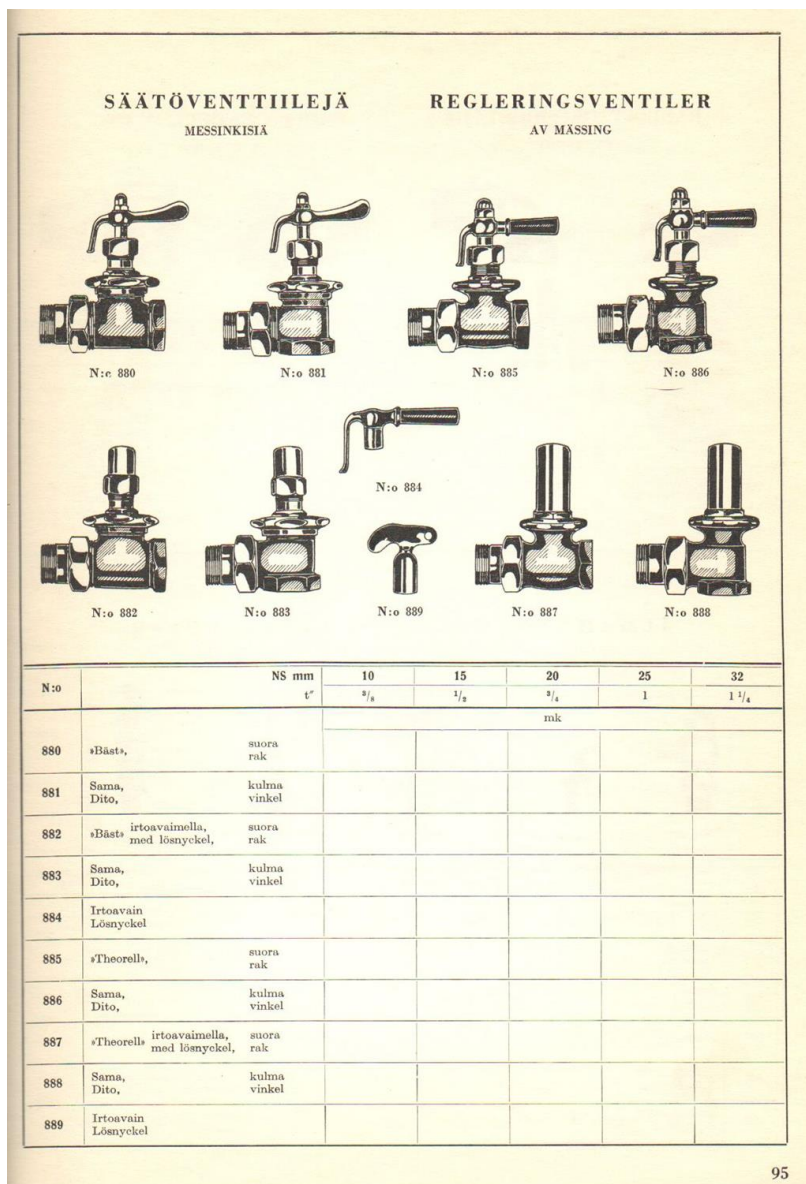 SÄÄTÖVENTTIILEJÄ
MESSINKISIÄ
REGLERINGSVENTILER
AV MÄSSING
N:o 880
N:o 881
N:o 885
N:o 886
N:o 884
N:o 882
N:o 883
N:o 889
N:o 887
N:o 888
N:o NS mm 10 15 20 25 32
t″ 3/8 1/2 3/4 1 1 1/4
mk
880 »Bäst», suora
rak
881 Sama, kulma
Dito, vinkel
882 »Bäst» irtoavaimella, suora
med lösnyckel, rak
883 Sama, kulma
Dito, vinkel
884 Irtoavain
Lösnyckel
885 »Theorell», suora
rak
886 Sama, kulma
Dito, vinkel
887 »Theorell» irtoavaimella, suora
med lösnyckel, rak
888 Sama, kulma
Dito, vinkel
889 Irtoavain
Lösnyckel
95